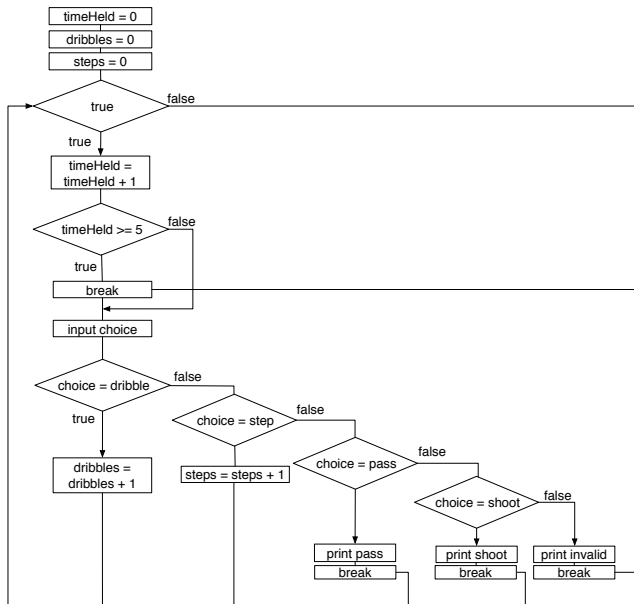 timeHeld = 0
dribbles = 0
steps = 0
true
false
true
timeHeld =
timeHeld + 1
timeHeld >= 5
false
true
break
input choice
choice = dribble
false
true
choice = step
false
dribbles =
dribbles + 1
steps = steps + 1
choice = pass
false
choice = shoot
false
print pass
break
print shoot
break
print invalid
break